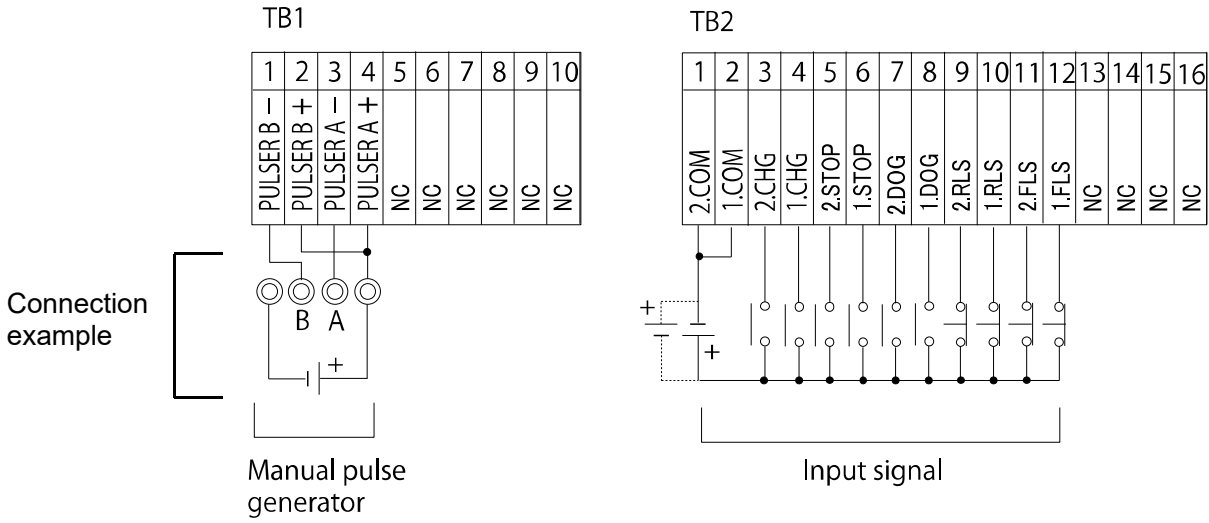 TB1
1 2 3 4 5 6 7 8 9 10
PULSER B −
PULSER B +
PULSER A −
PULSER A +
NC
NC
NC
NC
NC
NC
B A
+
Connection
example
Manual pulse
generator
TB2
1 2 3 4 5 6 7 8 9 10 11 12 13 14 15 16
2.COM
1.COM
2.CHG
1.CHG
2.STOP
1.STOP
2.DOG
1.DOG
2.RLS
1.RLS
2.FLS
1.FLS
NC
NC
NC
NC
+
+
Input signal